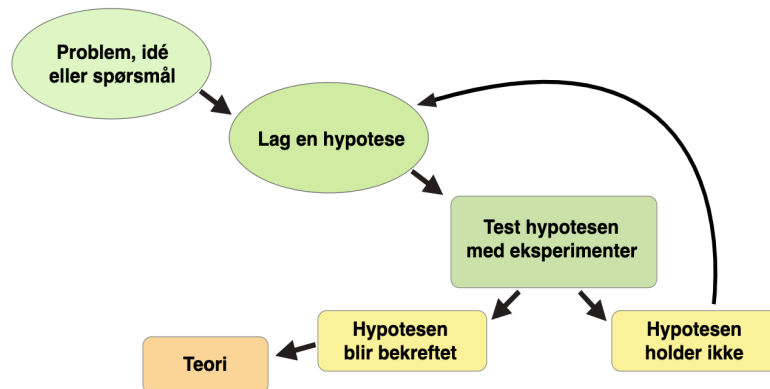 Problem, idé
eller spørsmål
Lag en hypotese
Test hypotesen
med eksperimenter
Hypotesen
blir bekreftet
Hypotesen
holder ikke
Teori